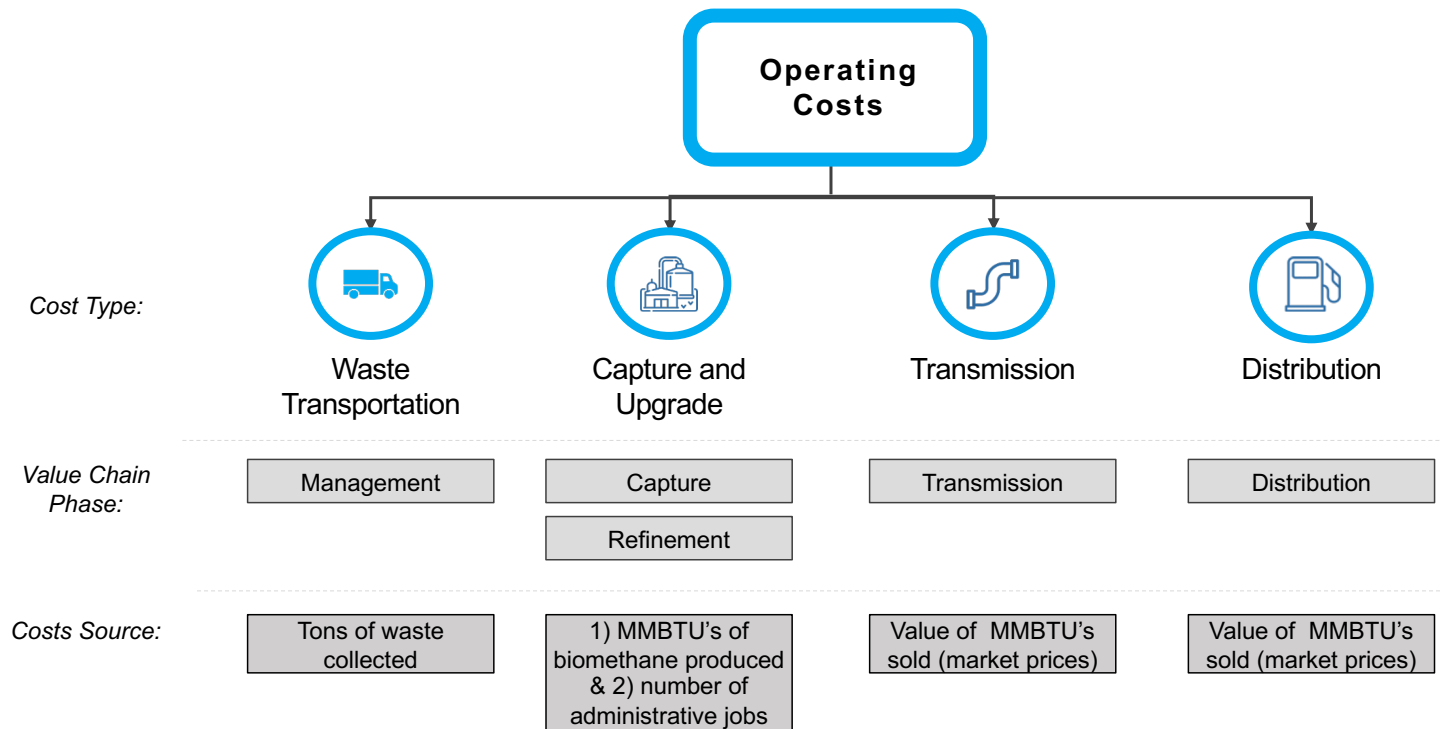 Operating
Costs
Cost Type:
Waste
Transportation
Capture and
Upgrade
Transmission
Distribution
Value Chain
Phase:
Management
Capture
Refinement
Transmission
Distribution
Costs Source:
Tons of waste
collected
1) MMBTU's of
biomethane produced
& 2) number of
administrative jobs
Value of MMBTU's
sold (market prices)
Value of MMBTU's
sold (market prices)